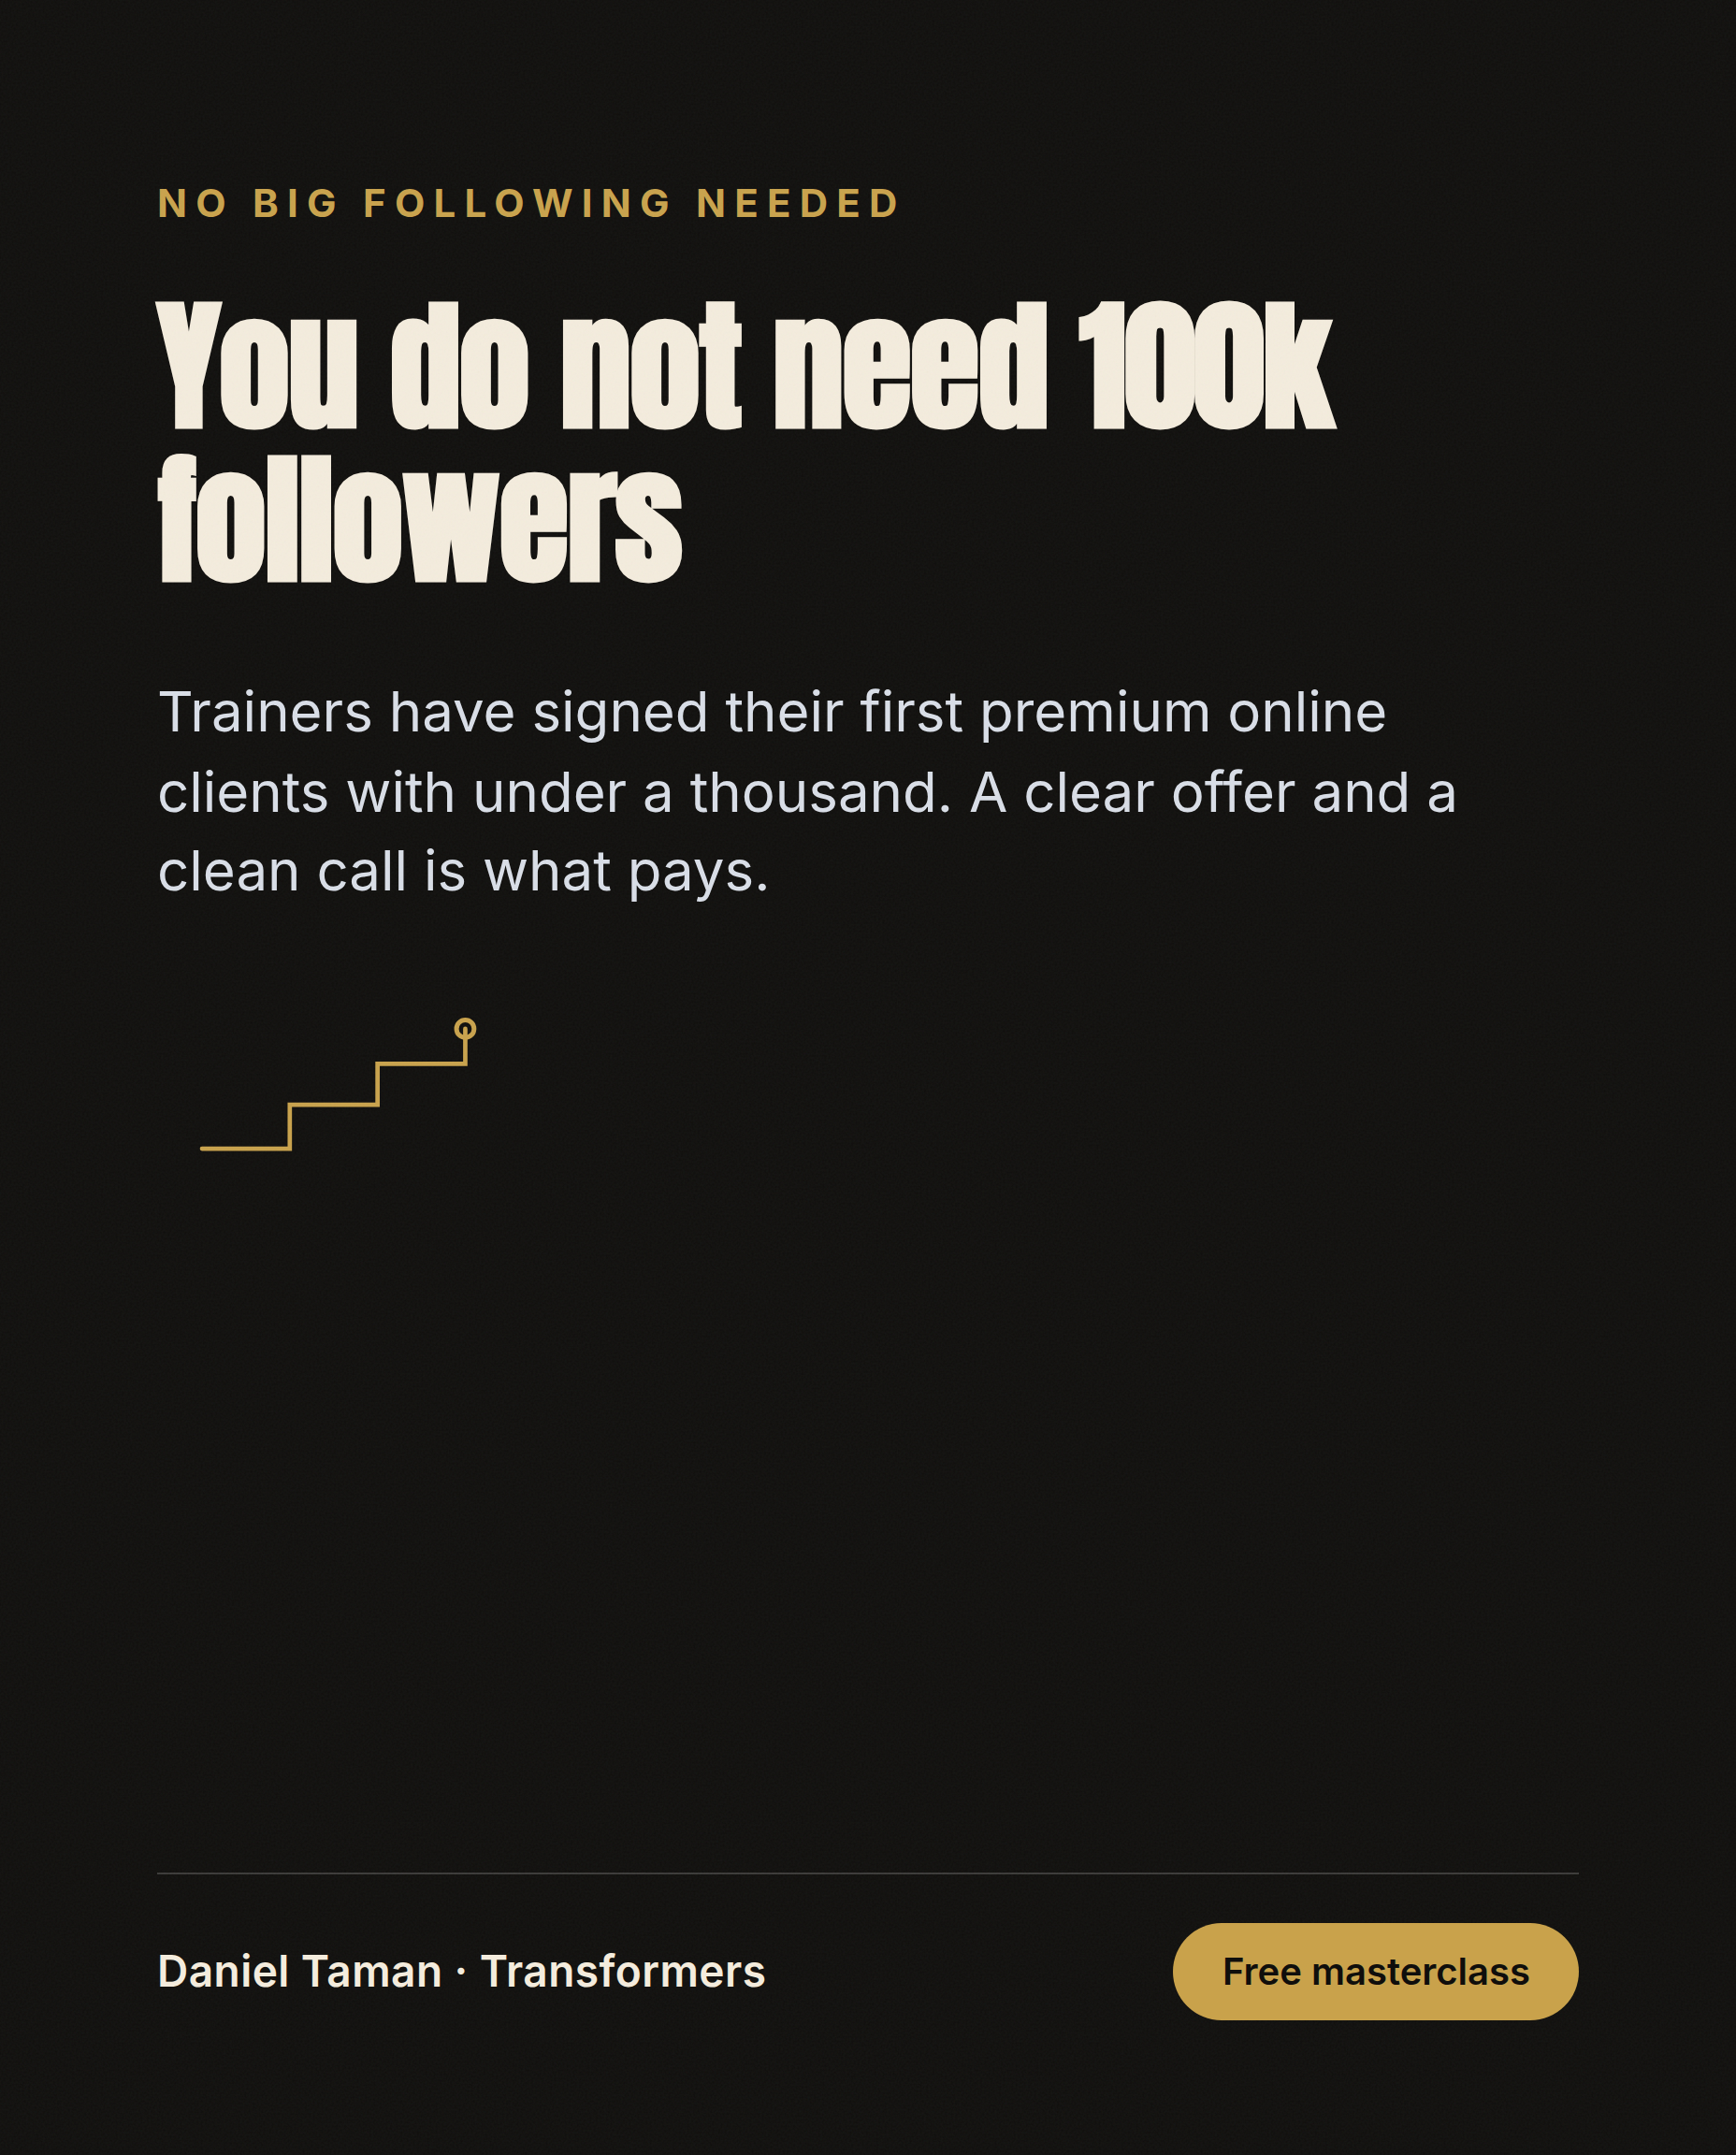 NO BIG FOLLOWING NEEDED
You do not need 100k
followers
Trainers have signed their first premium online
clients with under a thousand. A clear offer and a
clean call is what pays.
Daniel Taman · Transformers
Free masterclass